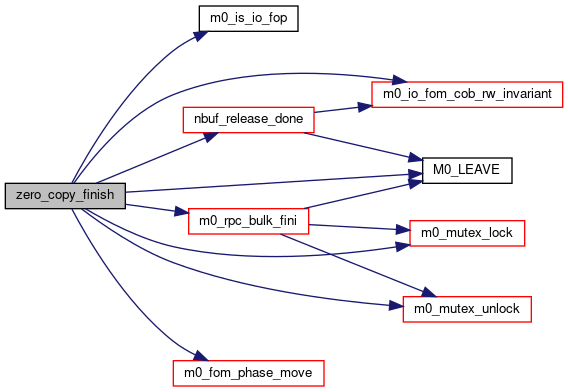 m0_is_io_fop
m0_io_fom_cob_rw_invariant
nbuf_release_done
M0_LEAVE
zero_copy_finish
m0_rpc_bulk_fini
m0_mutex_lock
m0_mutex_unlock
m0_fom_phase_move